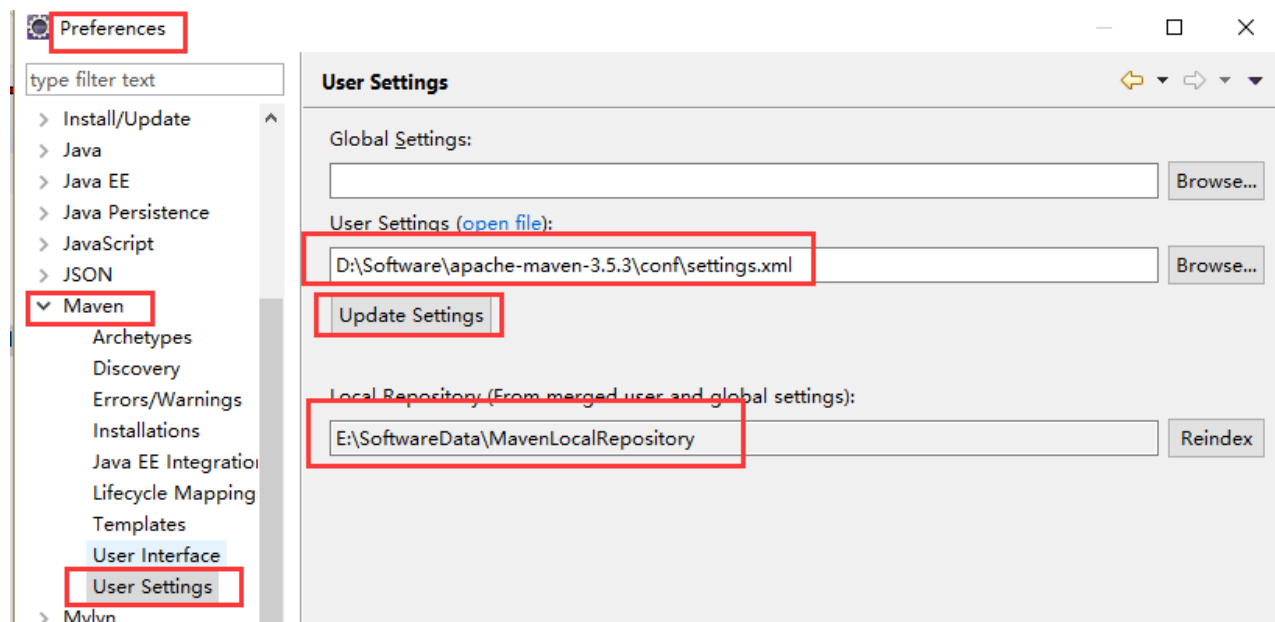 Preferences
type filter text
Install/Update
Java
Java EE
Java Persistence
JavaScript
JSON
Maven
Archetypes
Discovery
Errors/Warnings
Installations
Java EE Integration
Lifecycle Mapping
Templates
User Interface
User Settings
Mylyn
User Settings
Global Settings:
Browse...
User Settings (open file):
D:\Software\apache-maven-3.5.3\conf\settings.xml
Browse...
Update Settings
Local Repository (From merged user and global settings):
E:\SoftwareData\MavenLocalRepository
Reindex